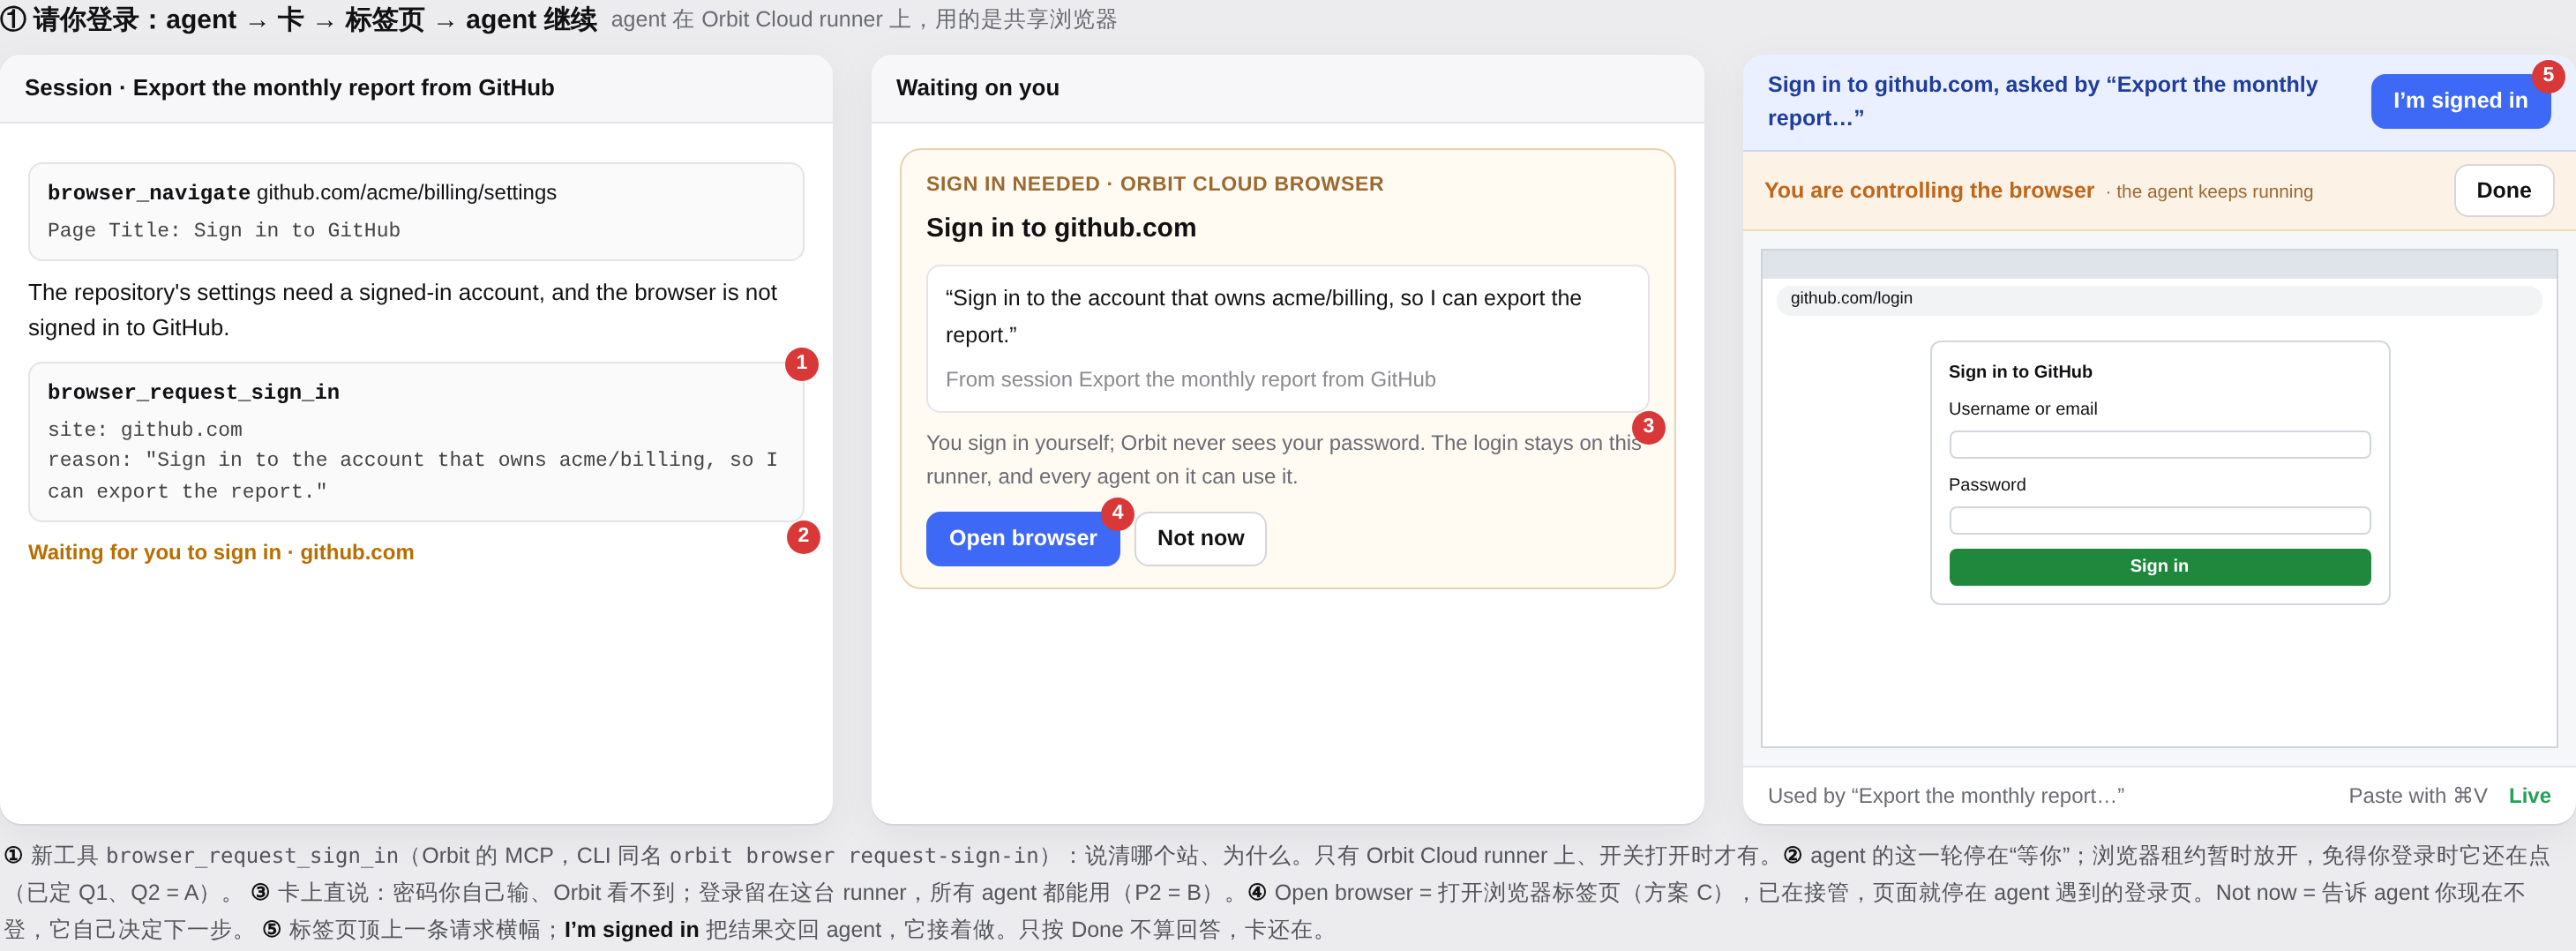 ① 请你登录：agent → 卡 → 标签页 → agent 继续 agent 在 Orbit Cloud runner 上，用的是共享浏览器
Session · Export the monthly report from GitHub
browser_navigate github.com/acme/billing/settings
Page Title: Sign in to GitHub
The repository's settings need a signed-in account, and the browser is not
signed in to GitHub.
1
browser_request_sign_in
site: github.com
reason: "Sign in to the account that owns acme/billing, so I
can export the report."
2
Waiting for you to sign in · github.com
Waiting on you
SIGN IN NEEDED · ORBIT CLOUD BROWSER
Sign in to github.com
“Sign in to the account that owns acme/billing, so I can export the
report.”
From session Export the monthly report from GitHub
3
You sign in yourself; Orbit never sees your password. The login stays on this
runner, and every agent on it can use it.
4
Open browser Not now
Sign in to github.com, asked by “Export the monthly
report…”
I’m signed in
5
You are controlling the browser · the agent keeps running Done
github.com/login
Sign in to GitHub
Username or email
Password
Sign in
Used by “Export the monthly report…” Paste with ⌘V Live
① 新工具 browser_request_sign_in（Orbit 的 MCP，CLI 同名 orbit browser request-sign-in）：说清哪个站、为什么。只有 Orbit Cloud runner 上、开关打开时才有。② agent 的这一轮停在“等你”；浏览器租约暂时放开，免得你登录时它还在点
（已定 Q1、Q2 = A）。③ 卡上直说：密码你自己输、Orbit 看不到；登录留在这台 runner，所有 agent 都能用（P2 = B）。④ Open browser = 打开浏览器标签页（方案 C），已在接管，页面就停在 agent 遇到的登录页。Not now = 告诉 agent 你现在不
登，它自己决定下一步。⑤ 标签页顶上一条请求横幅；I’m signed in 把结果交回 agent，它接着做。只按 Done 不算回答，卡还在。